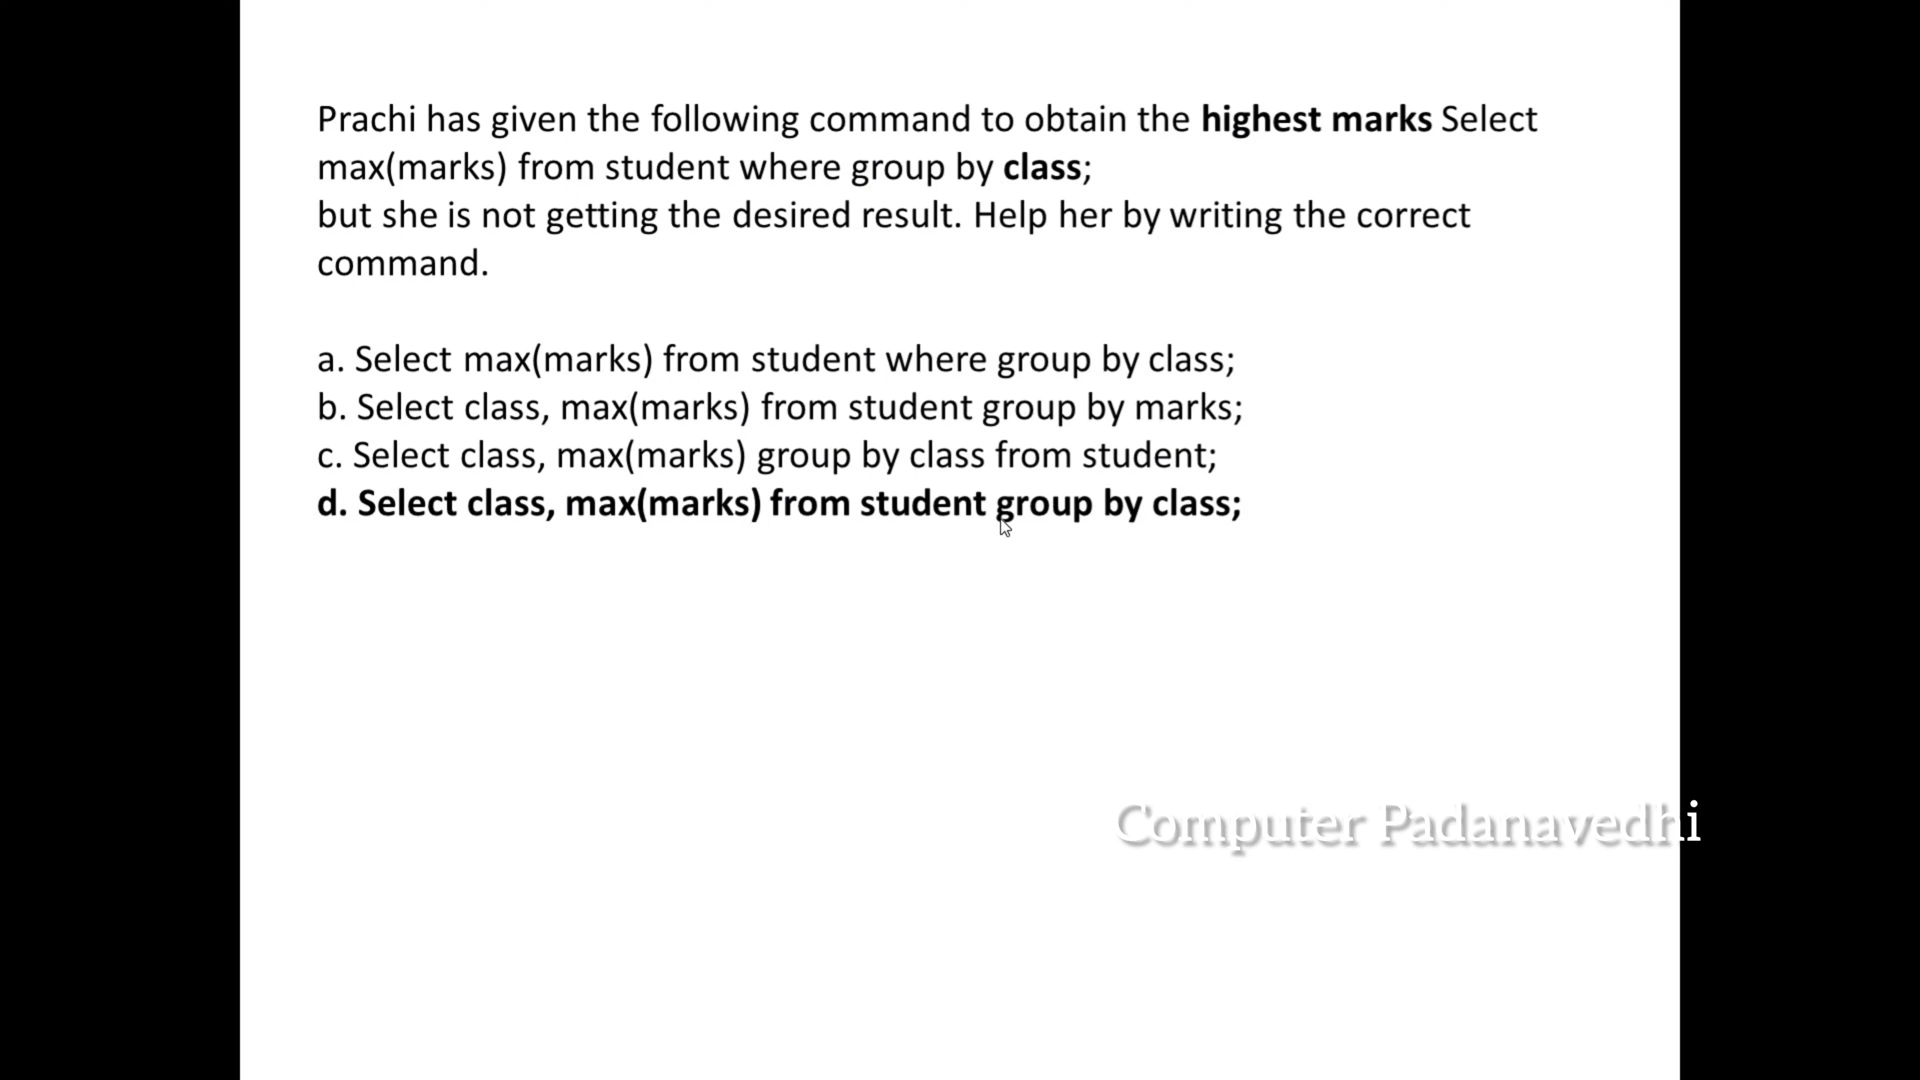 Prachi has given the following command to obtain the highest marks Select
max(marks) from student where group by class;
but she is not getting the desired result. Help her by writing the correct
command.
a. Select max(marks) from student where group by class;
b. Select class, max(marks) from student group by marks;
c. Select class, max(marks) group by class from student;
d. Select class, max(marks) from student group by class;
Computer Padanavedhi